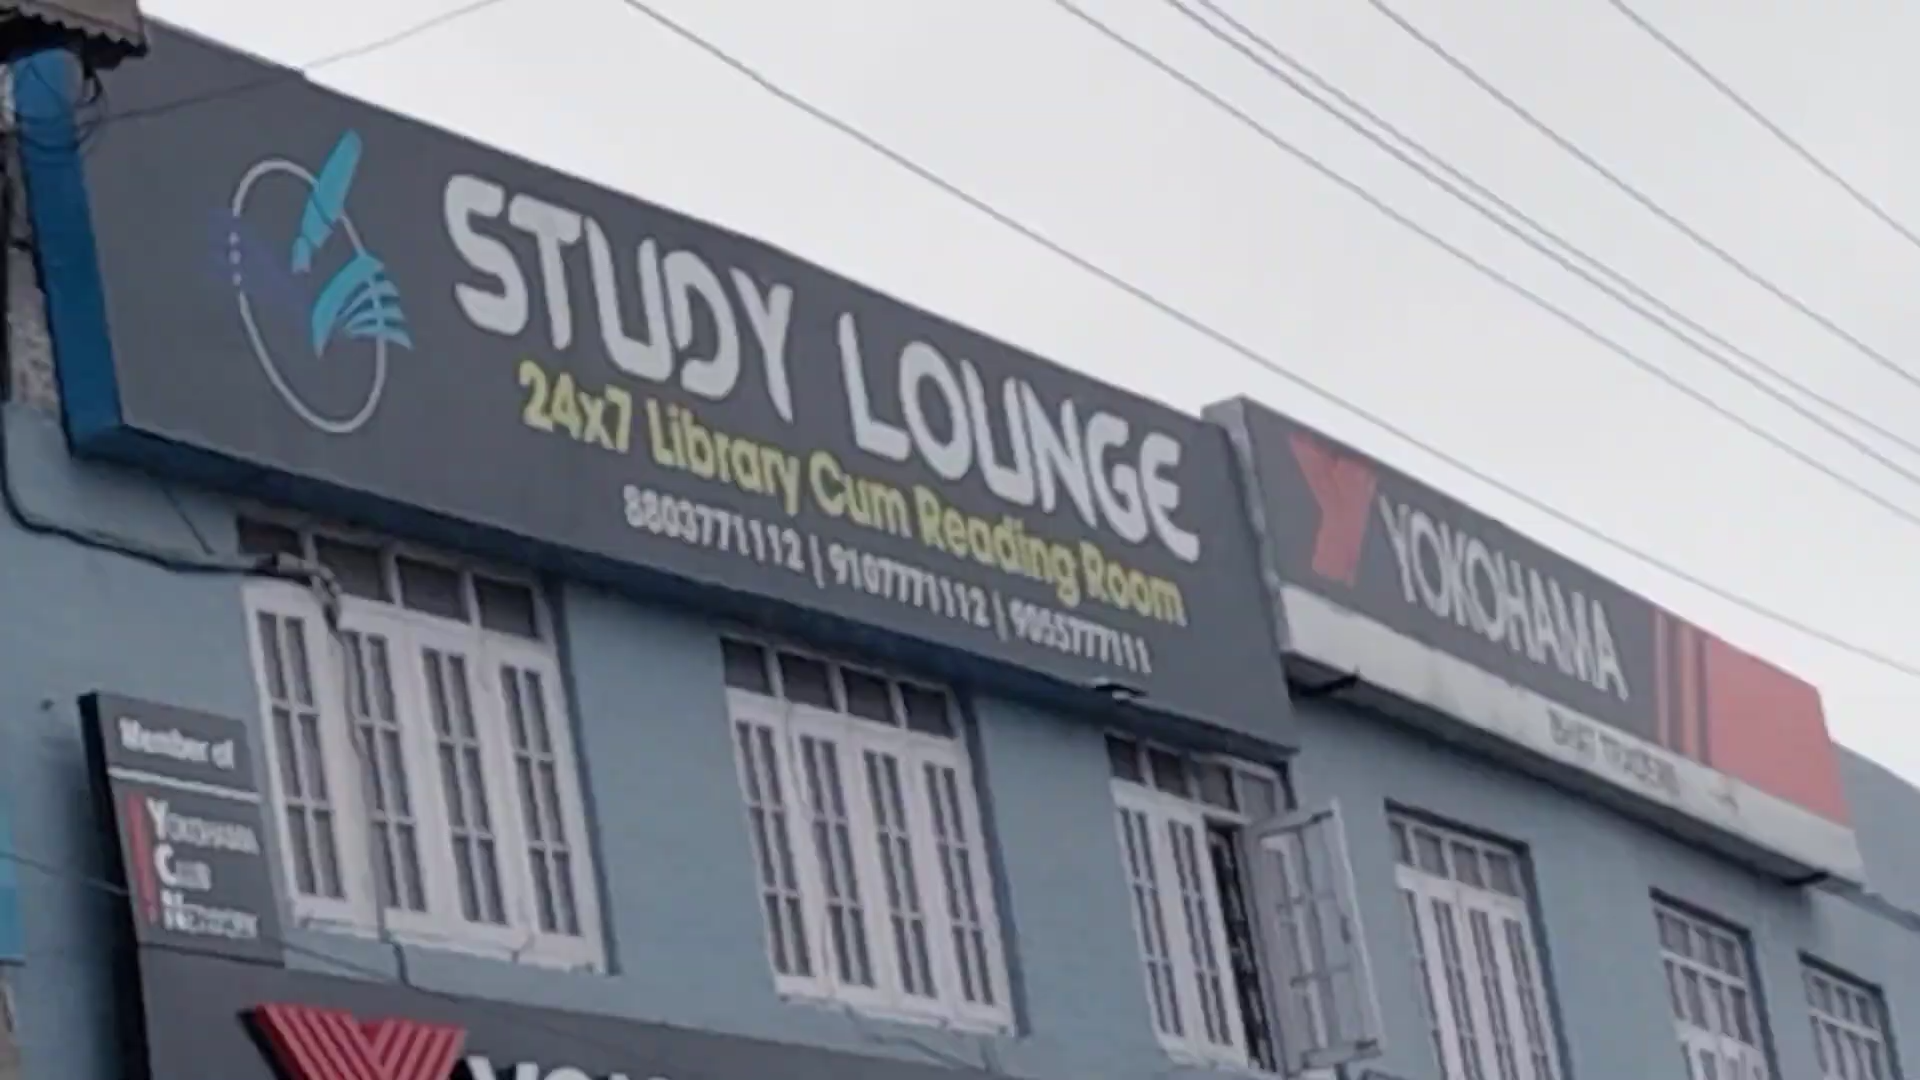 STUDY LOUNGE
24x7 Library Cum Reading Room
8803771112 | 9107771112 | 9055777111
YOKOHAMA
Member of
YOKOHAMA
CLUB
NETWORK